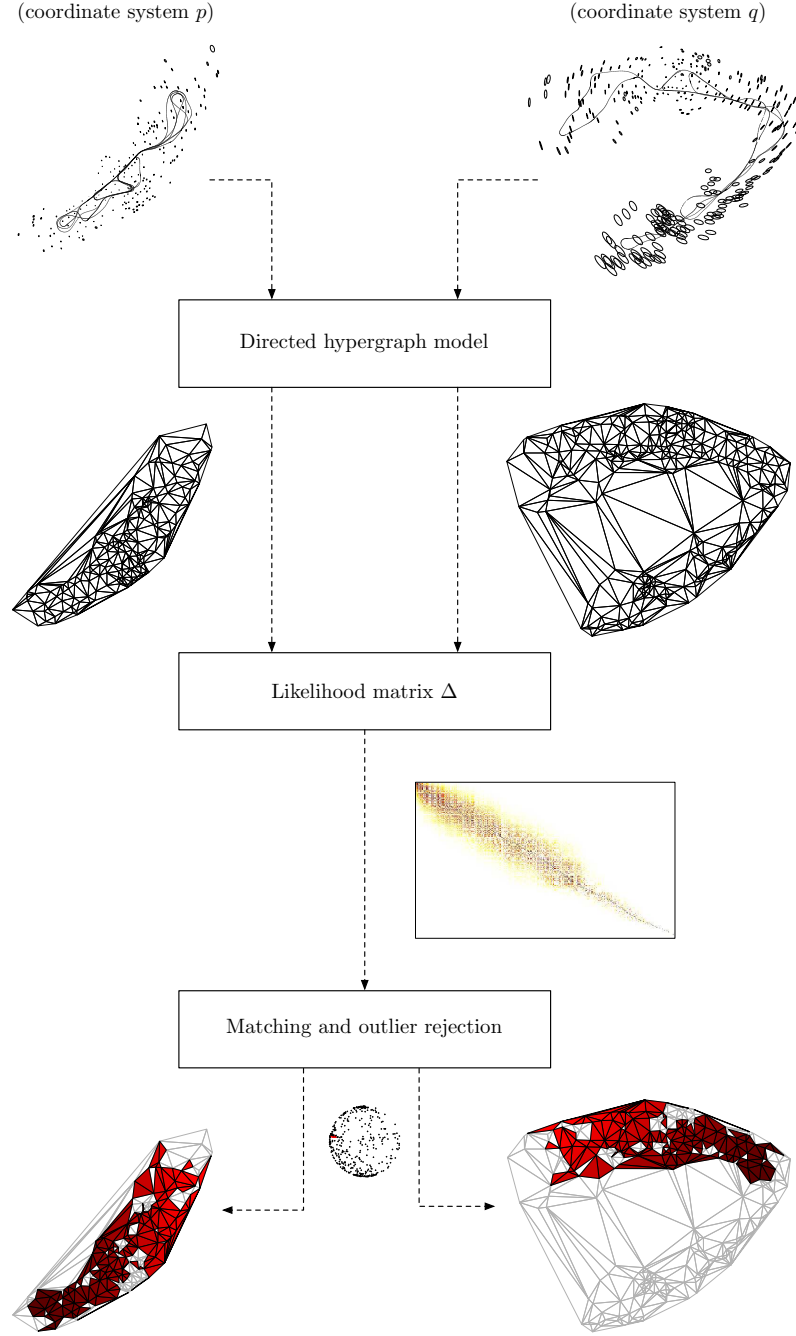 (coordinate system p)
(coordinate system q)
Directed hypergraph model
Likelihood matrix Δ
Matching and outlier rejection